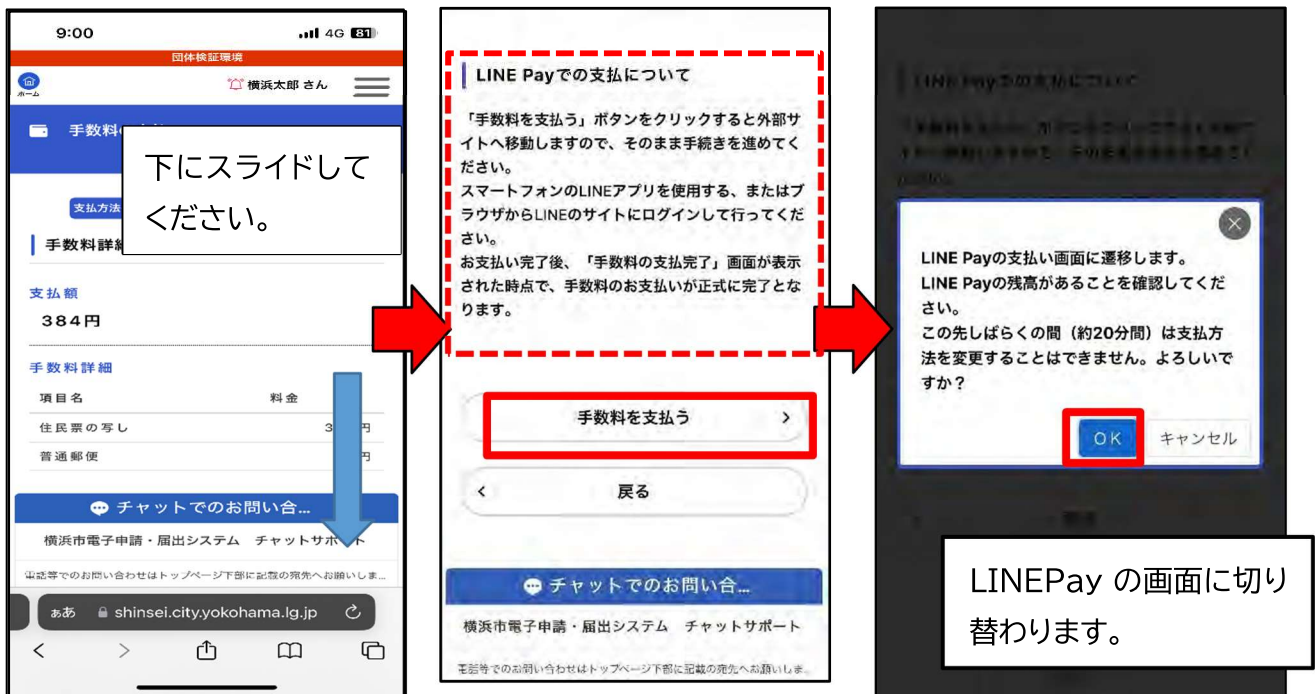 9:00
4G 81
団体検証環境
ホーム
横浜太郎 さん
手数料
支払方法
手数料詳細
支払額
384円
手数料詳細
項目名 料金
住民票の写し 3 円
普通郵便 円
チャットでのお問い合…
横浜市電子申請・届出システム チャットサポート
電話等でのお問い合わせはトップページ下部に記載の宛先へお願いしま…
ああ shinsei.city.yokohama.lg.jp
下にスライドして
ください。
LINE Payでの支払について
「手数料を支払う」ボタンをクリックすると外部サ
イトへ移動しますので、そのまま手続きを進めてく
ださい。
スマートフォンのLINEアプリを使用する、またはブ
ラウザからLINEのサイトにログインして行ってくだ
さい。
お支払い完了後、「手数料の支払完了」画面が表示
された時点で、手数料のお支払いが正式に完了とな
ります。
手数料を支払う
戻る
チャットでのお問い合…
横浜市電子申請・届出システム チャットサポート
電話等でのお問い合わせはトップページ下部に記載の宛先へお願いしま…
LINE Payでの支払について
LINE Payの支払い画面に遷移します。
LINE Payの残高があることを確認してくだ
さい。
この先しばらくの間（約20分間）は支払方
法を変更することはできません。よろしいで
すか？
OK キャンセル
LINEPay の画面に切り
替わります。